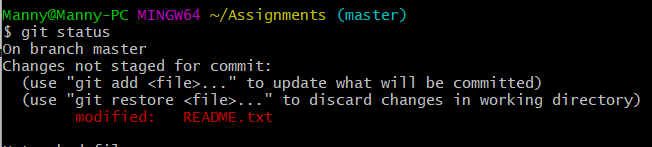 Manny@Manny-PC MINGW64 ~/Assignments (master)
$ git status
On branch master
Changes not staged for commit:
  (use "git add <file>..." to update what will be committed)
  (use "git restore <file>..." to discard changes in working directory)
        modified:   README.txt